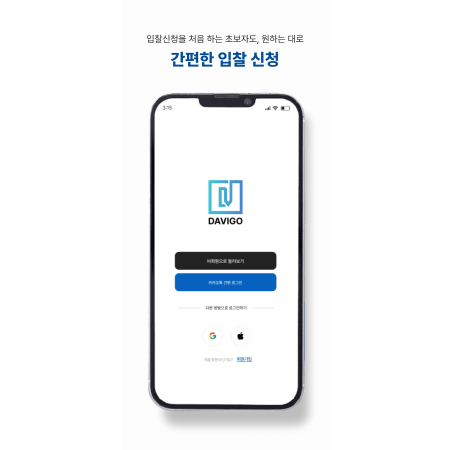 입찰신청을 처음 하는 초보자도, 원하는 대로
간편한 입찰 신청
3:15
DAVIGO
비회원으로 둘러보기
카카오톡 간편 로그인
다른 방법으로 로그인하기
회원가입